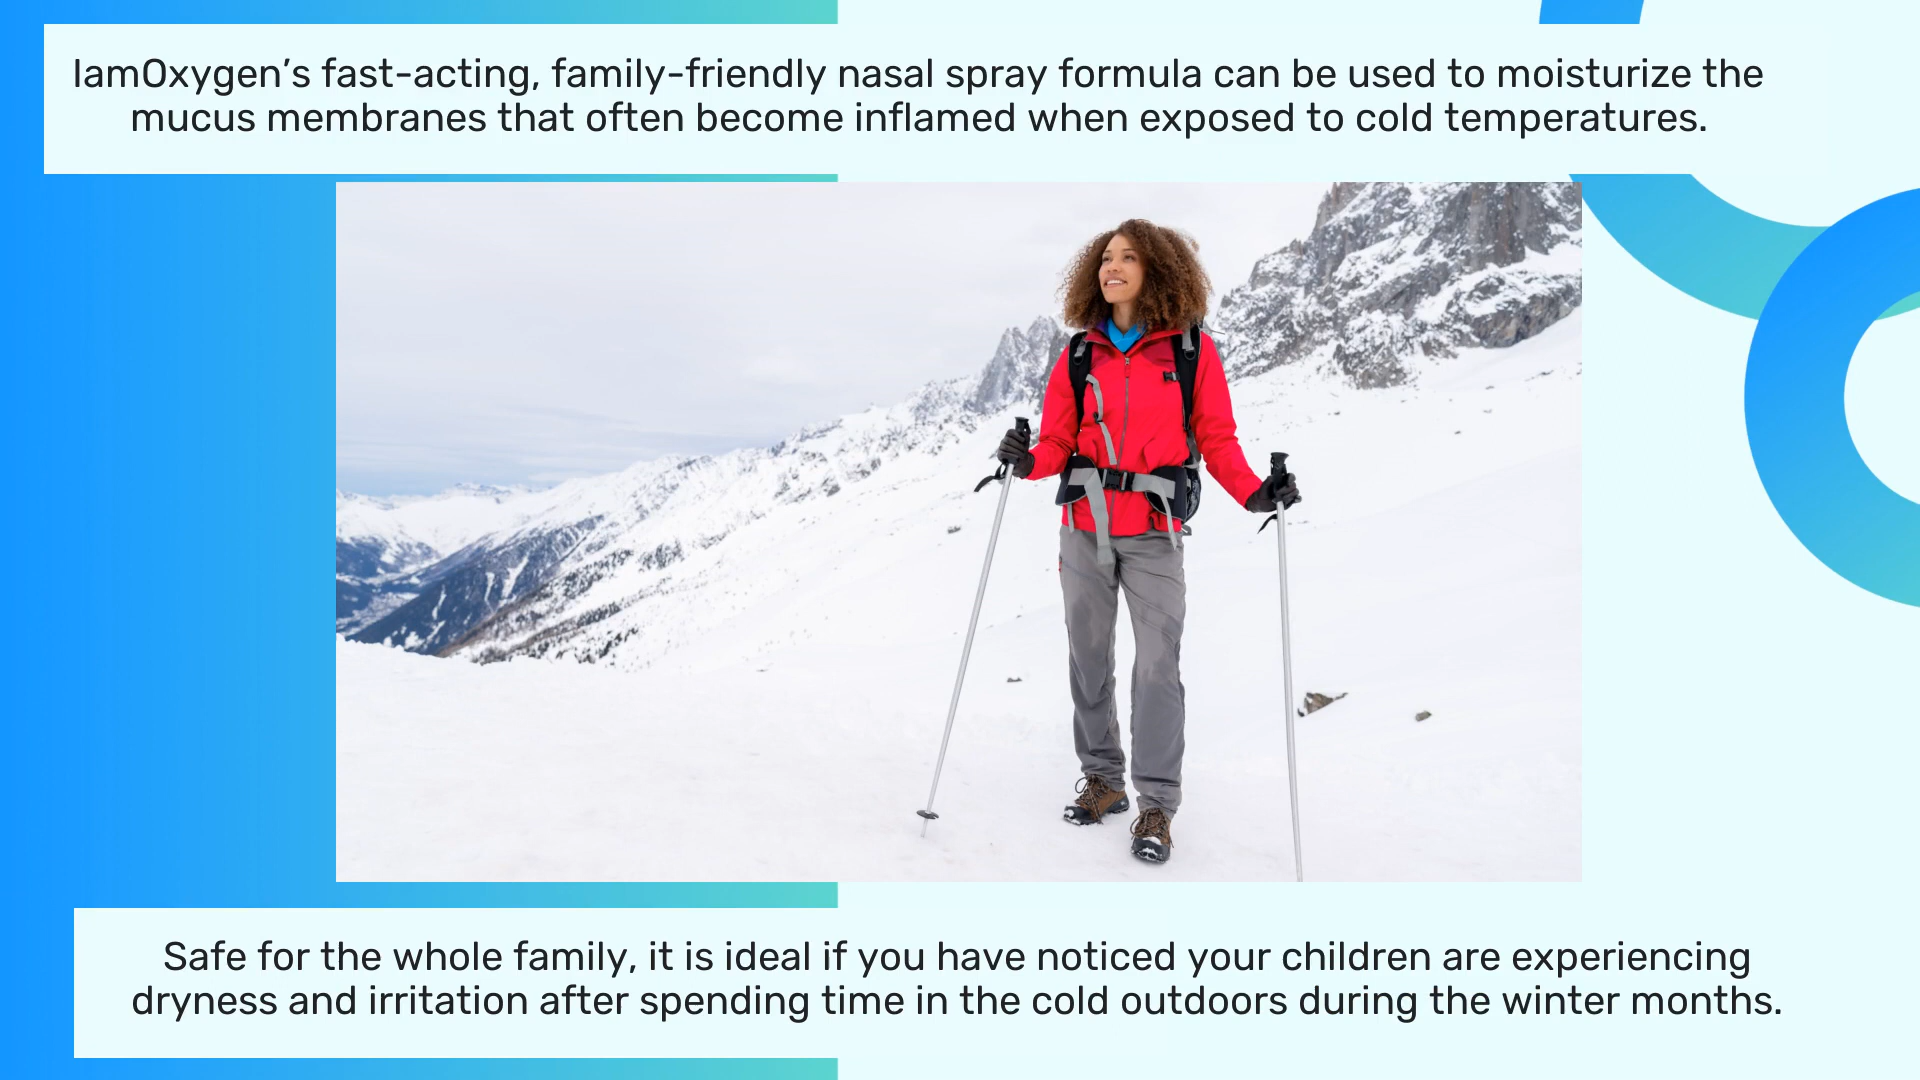 IamOxygen’s fast-acting, family-friendly nasal spray formula can be used to moisturize the
mucus membranes that often become inflamed when exposed to cold temperatures.
Safe for the whole family, it is ideal if you have noticed your children are experiencing
dryness and irritation after spending time in the cold outdoors during the winter months.